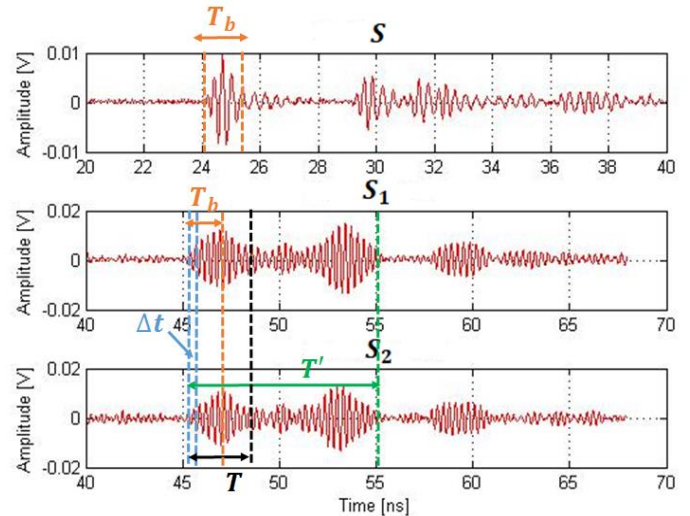 T_b S
0.01
0
-0.01
Amplitude [V]
20 22 24 26 28 30 32 34 36 38 40
T_b S_1
0.02
0
-0.02
Amplitude [V]
40 45 50 55 60 65 70
Δt T′ S_2
0.02
0
-0.02
Amplitude [V]
40 45 50 55 60 65 70
T Time [ns]